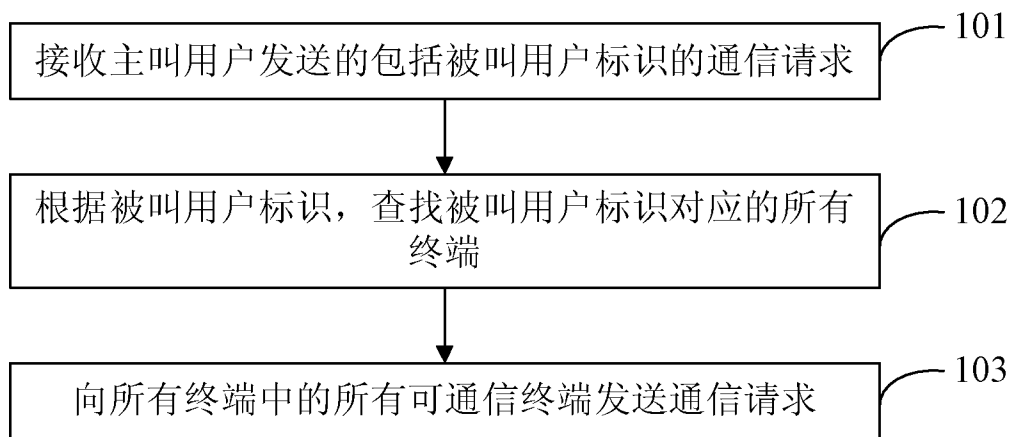 接收主叫用户发送的包括被叫用户标识的通信请求
101
根据被叫用户标识，查找被叫用户标识对应的所有
终端
102
向所有终端中的所有可通信终端发送通信请求
103